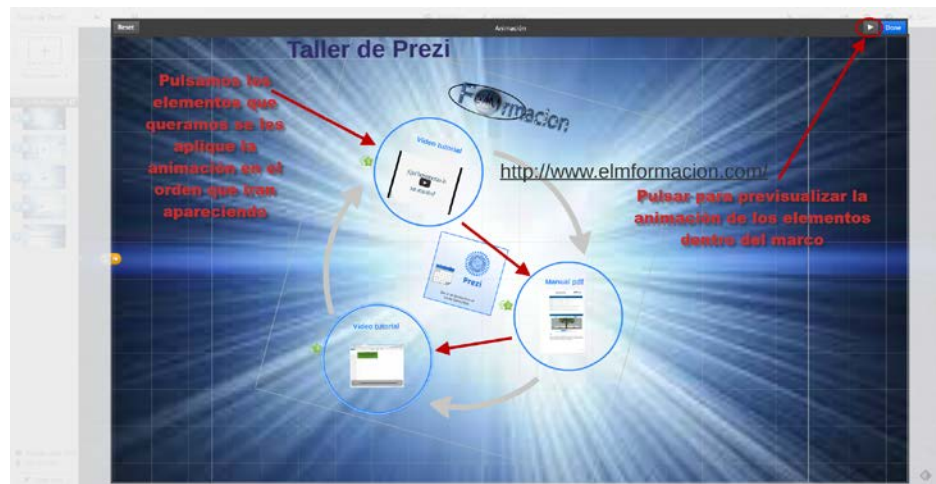 Reset
Animación
Done
Taller de Prezi
Pulsamos los
elementos que
queramos se les
aplique la
animación en el
orden que iran
apareciendo
Formacion
Video tutorial
http://www.elmformacion.com/
Pulsar para previsualizar la
animación de los elementos
dentro del marco
Prezi
Manual pdf
Video tutorial